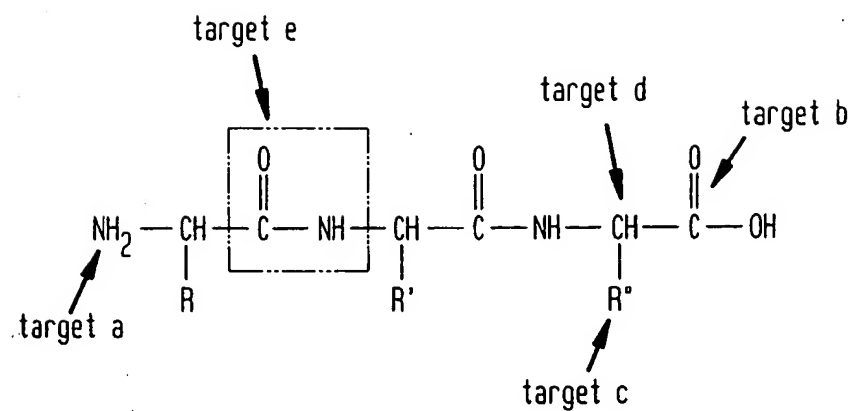 target e
target d
target b
O O O
NH2 — CH — C — NH — CH — C — NH — CH — C — OH
R R' R"
target a
target c